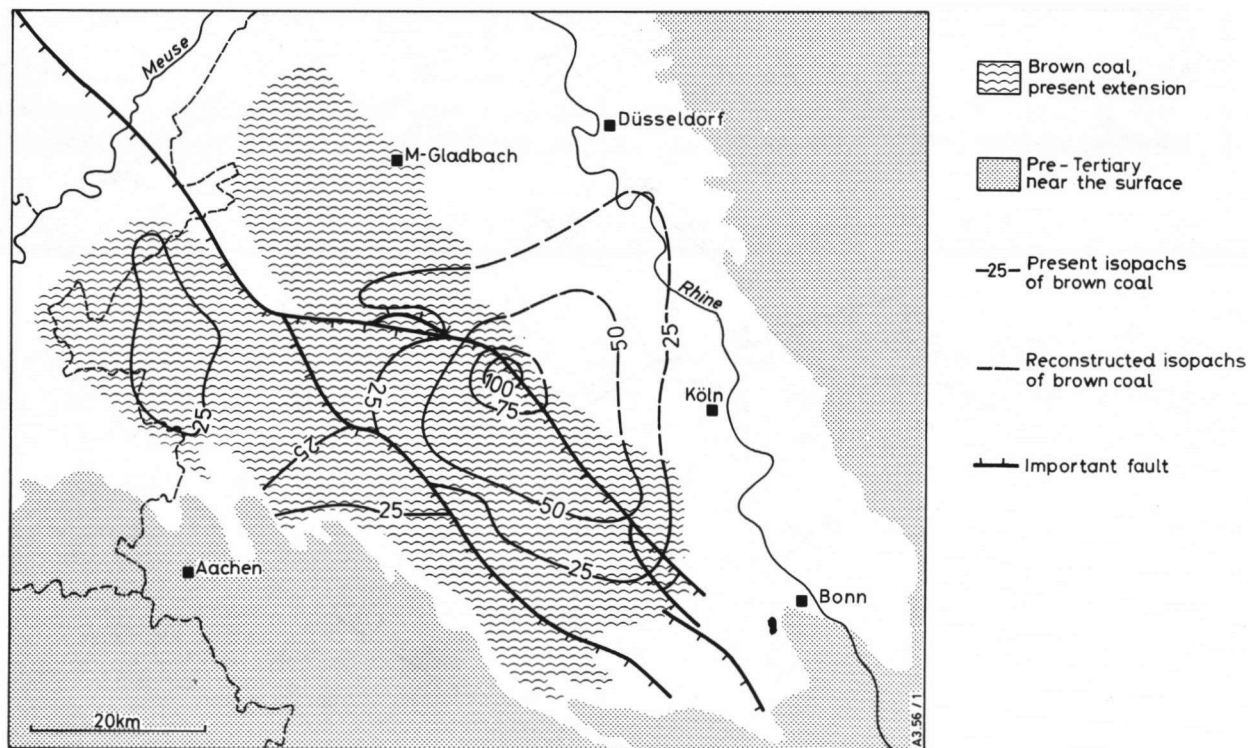 Meuse
Düsseldorf
M-Gladbach
Rhine
50
25
100
75
25
25
25
Köln
25
50
25
Aachen
Bonn
20km
A3.56/1
Brown coal,
present extension
Pre-Tertiary
near the surface
-25- Present isopachs
of brown coal
Reconstructed isopachs
of brown coal
Important fault